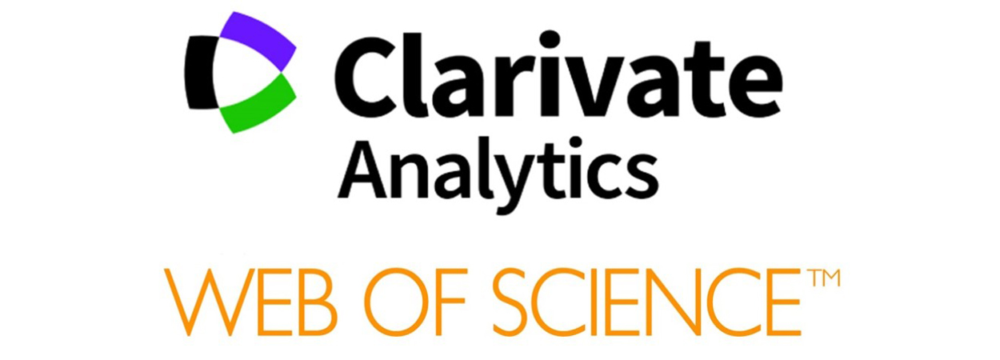 Clarivate
Analytics
WEB OF SCIENCE™